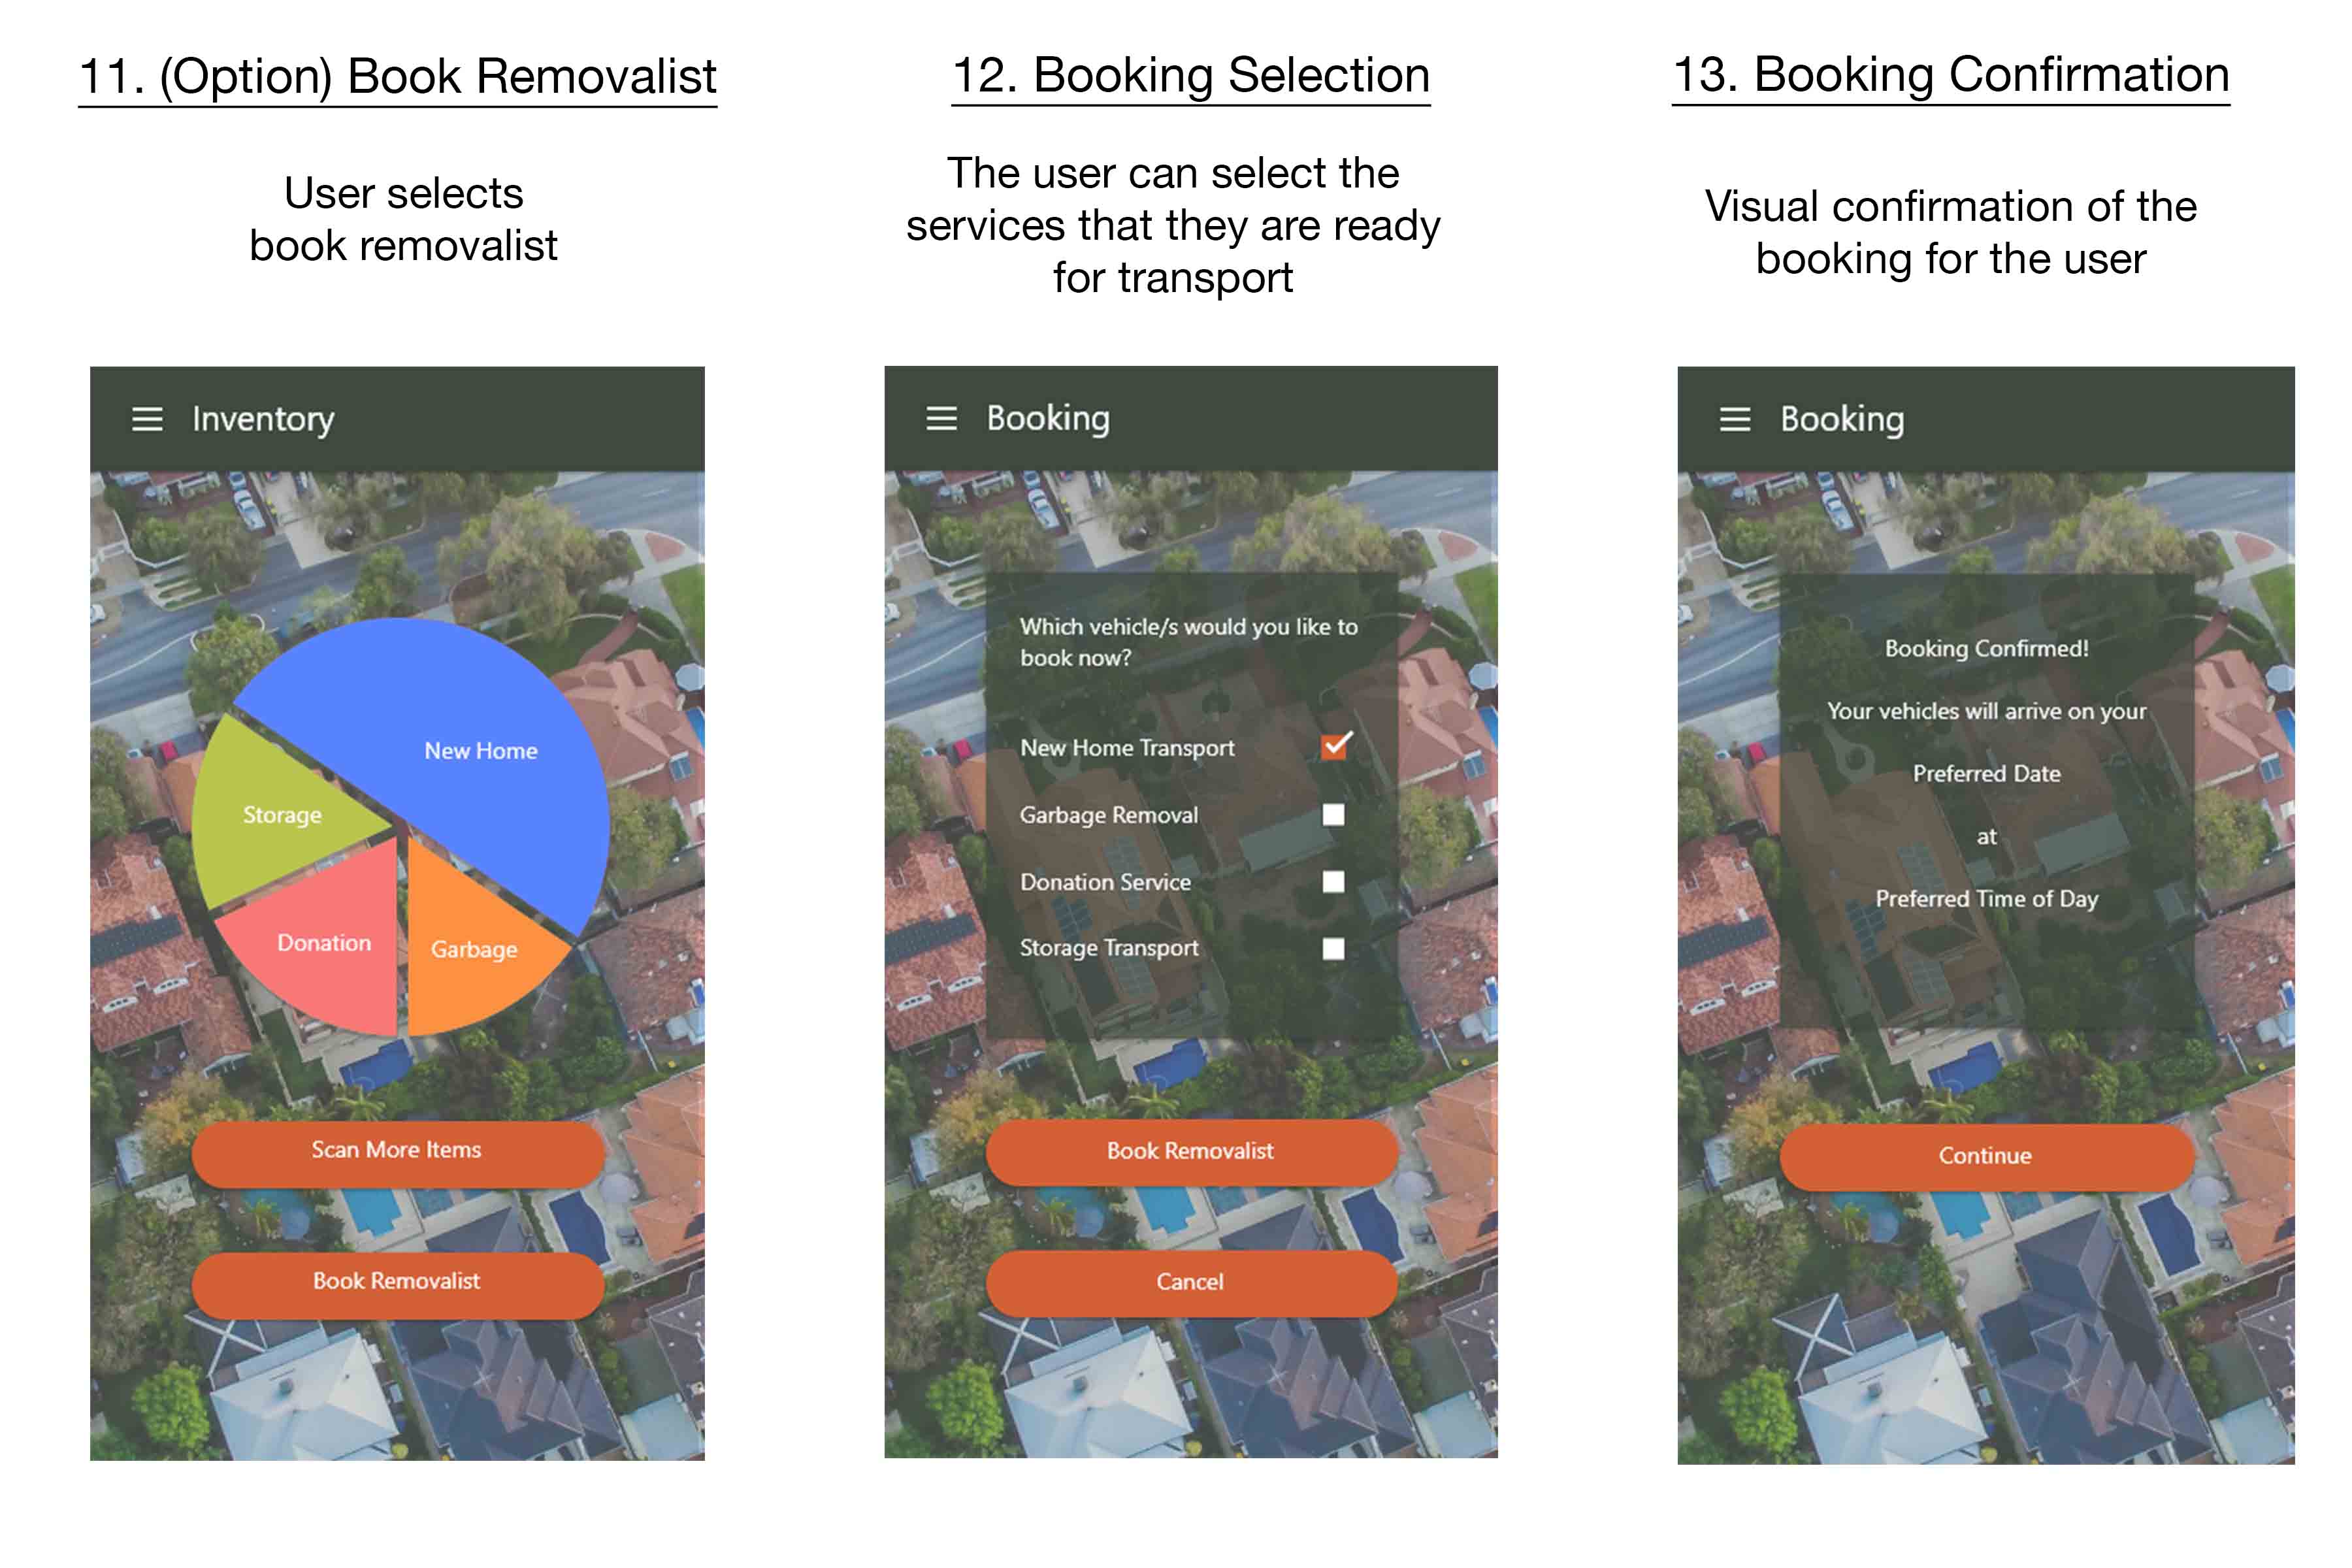 11. (Option) Book Removalist
User selects
book removalist
Inventory
New Home
Storage
Donation
Garbage
Scan More Items
Book Removalist
12. Booking Selection
The user can select the
services that they are ready
for transport
Booking
Which vehicle/s would you like to
book now?
New Home Transport
Garbage Removal
Donation Service
Storage Transport
Book Removalist
Cancel
13. Booking Confirmation
Visual confirmation of the
booking for the user
Booking
Booking Confirmed!
Your vehicles will arrive on your
Preferred Date
at
Preferred Time of Day
Continue